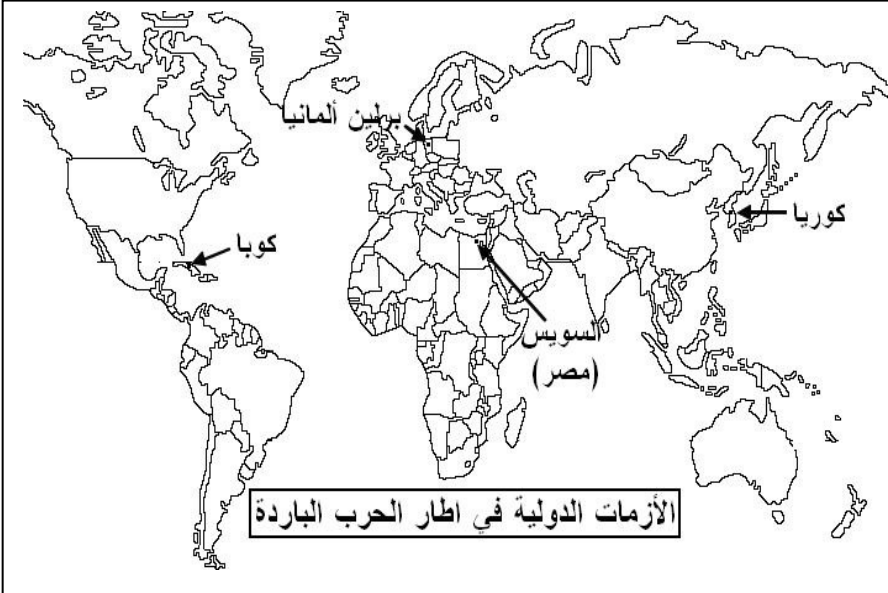 برلين ألمانيا
كوريا
كوبا
السويس
(مصر)
الأزمات الدولية في اطار الحرب الباردة